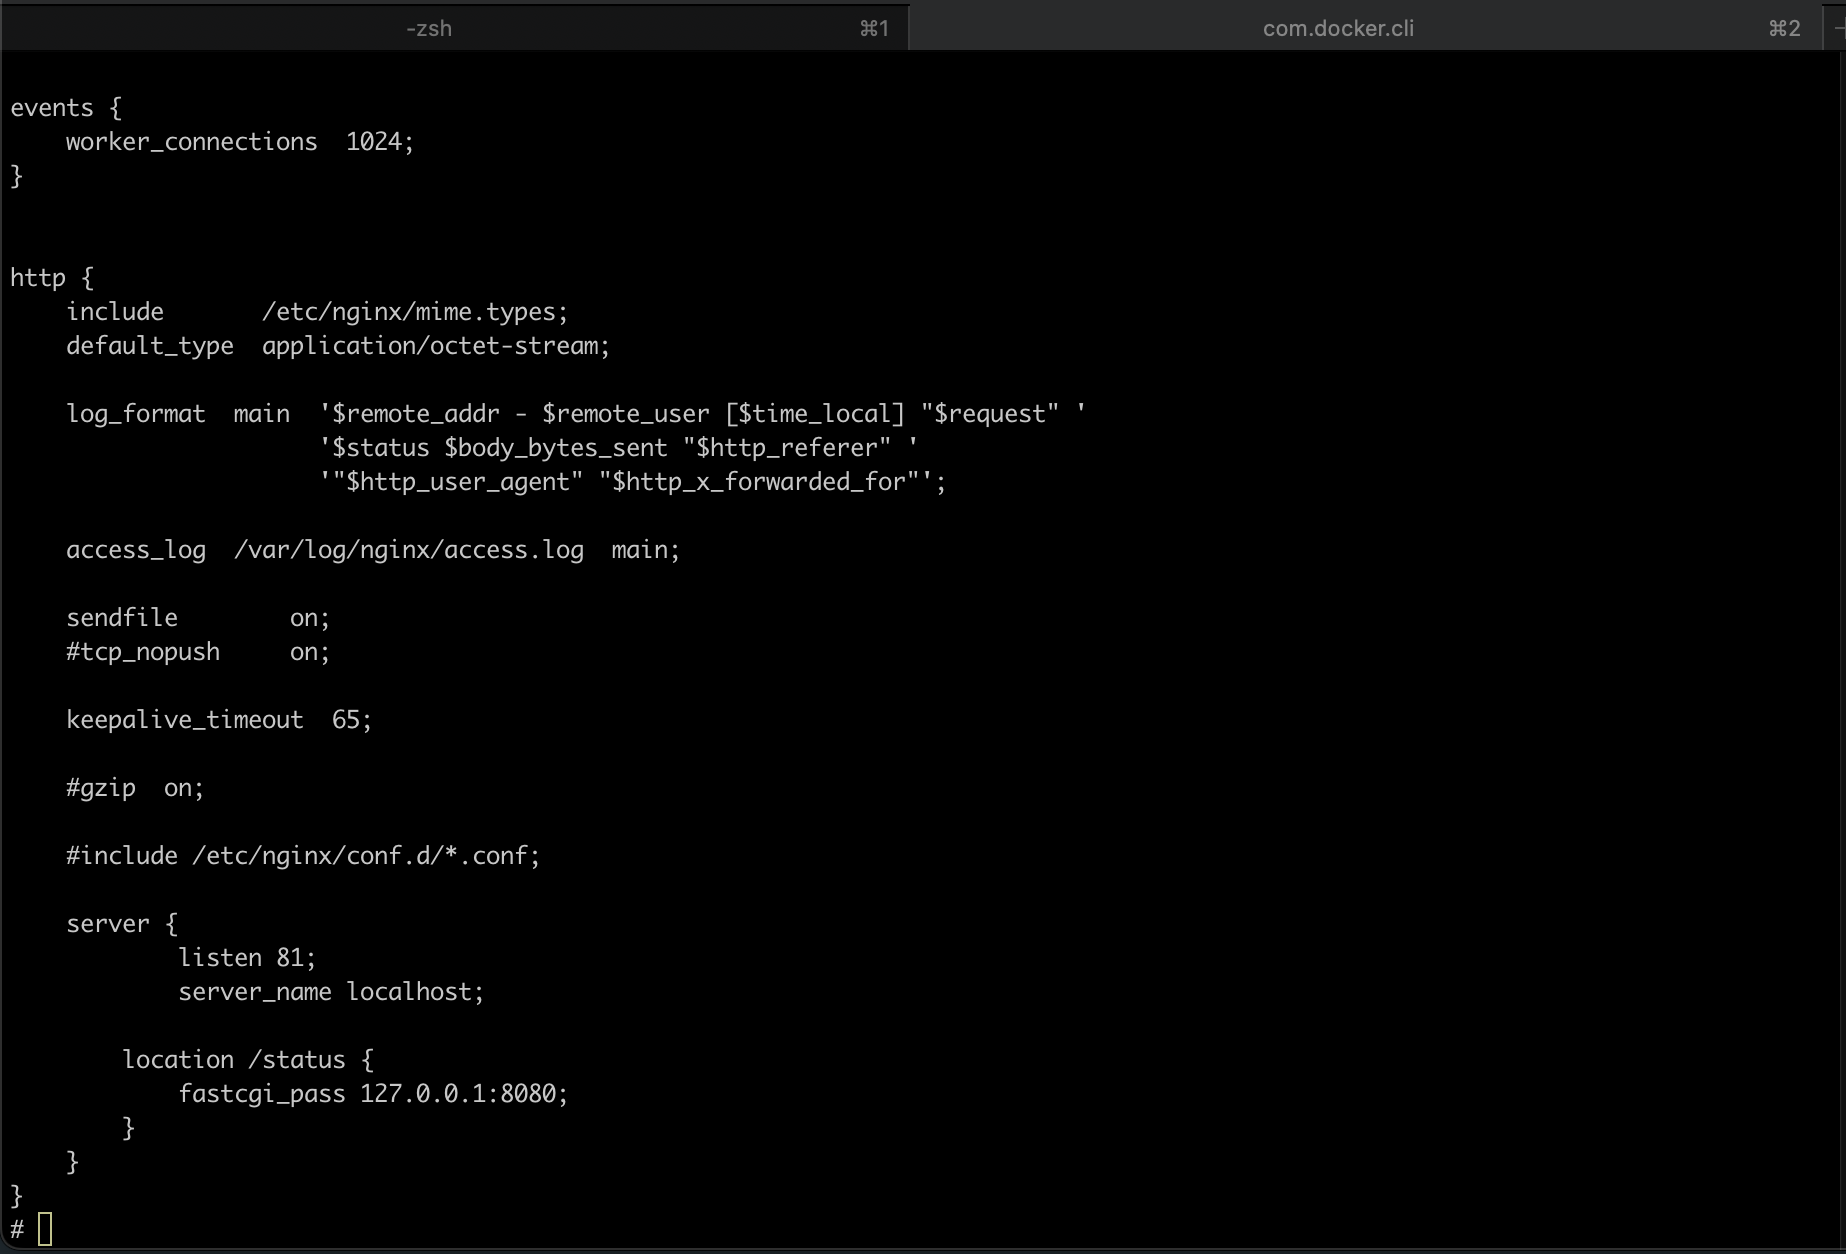 -zsh ⌘1 com.docker.cli ⌘2
events {
    worker_connections  1024;
}
http {
    include       /etc/nginx/mime.types;
    default_type  application/octet-stream;
    log_format  main  '$remote_addr - $remote_user [$time_local] "$request" '
                      '$status $body_bytes_sent "$http_referer" '
                      '"$http_user_agent" "$http_x_forwarded_for"';
    access_log  /var/log/nginx/access.log  main;
    sendfile        on;
    #tcp_nopush     on;
    keepalive_timeout  65;
    #gzip  on;
    #include /etc/nginx/conf.d/*.conf;
    server {
            listen 81;
            server_name localhost;
        location /status {
            fastcgi_pass 127.0.0.1:8080;
        }
    }
}
#